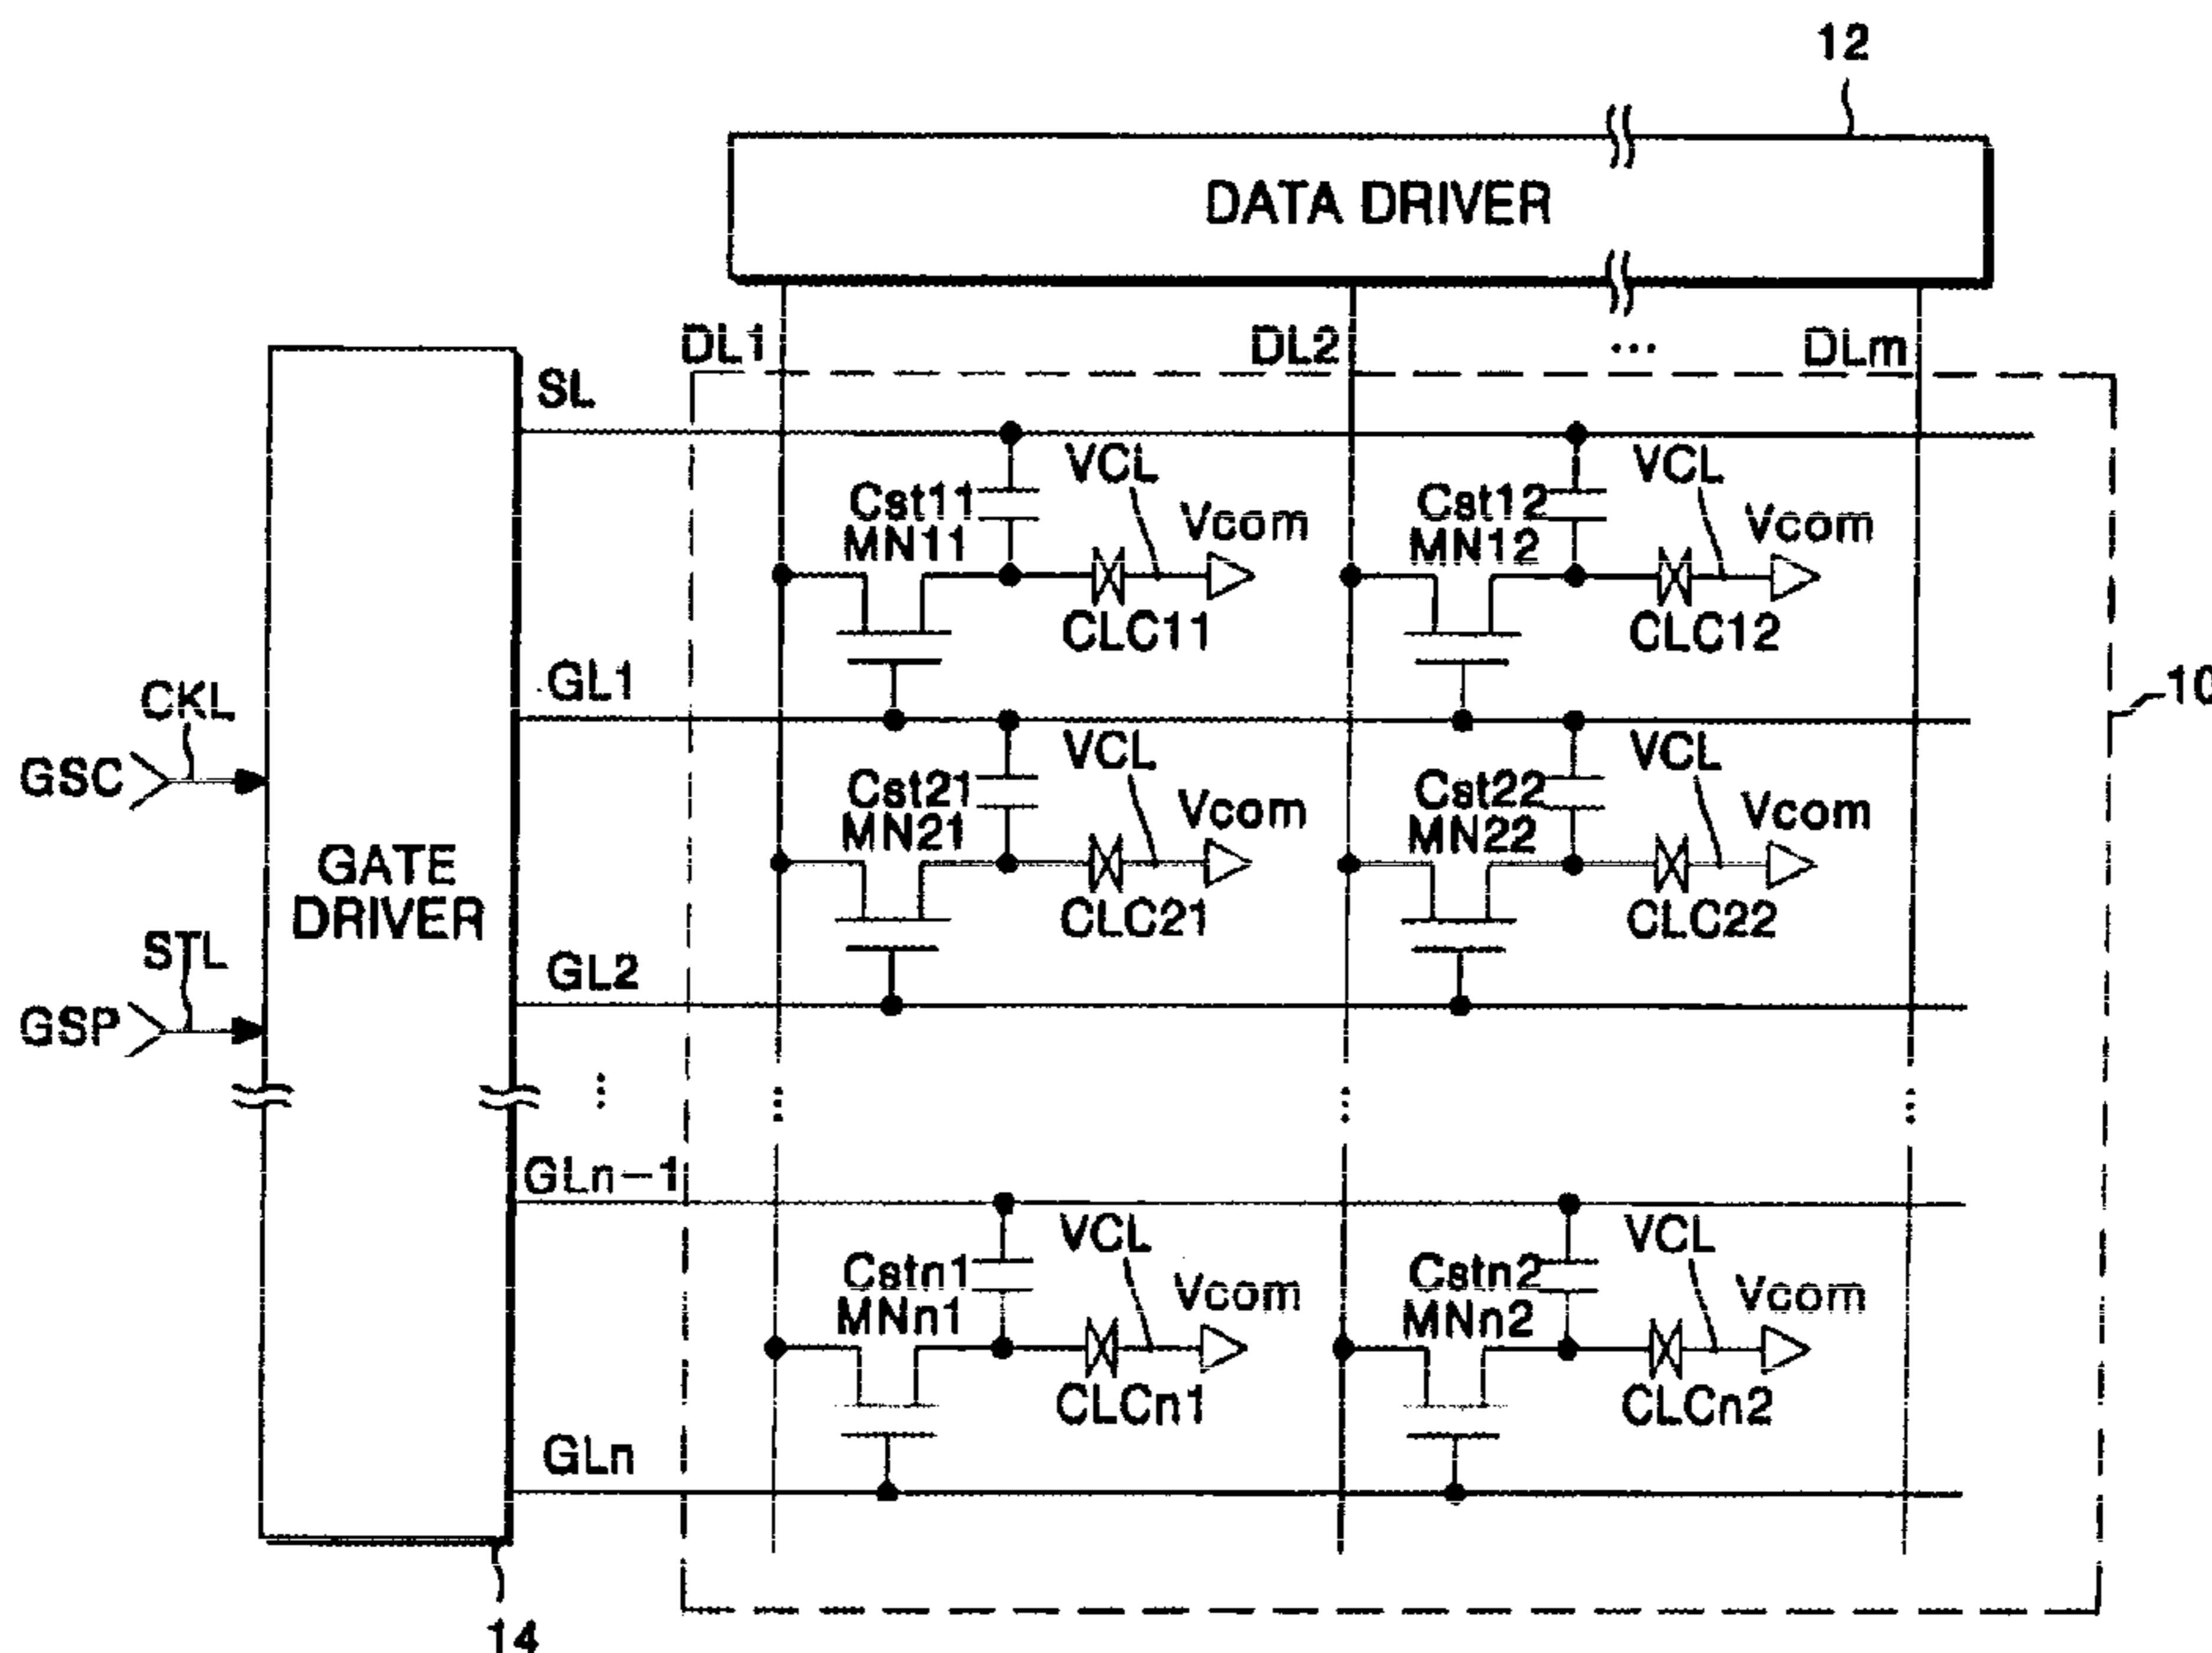 12
DATA DRIVER
DL1
DL2
...
DLm
SL
VCL
VCL
Cst11
Vcom
Cst12
Vcom
MN11
MN12
CLC11
CLC12
GL1
10
CKL
VCL
VCL
GSC
Cst21
Vcom
Cst22
Vcom
MN21
MN22
GATE
DRIVER
CLC21
CLC22
STL
GL2
GSP
GLn-1
VCL
VCL
Cstn1
Vcom
Cstn2
Vcom
MNn1
MNn2
CLCn1
CLCn2
GLn
14